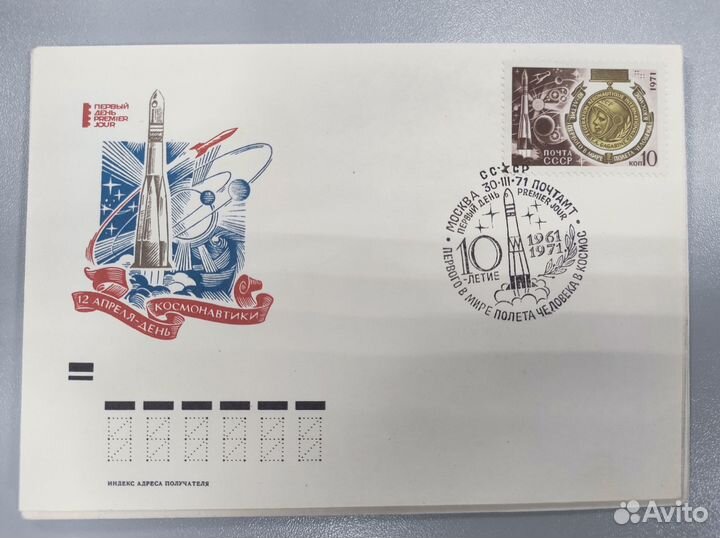 ПЕРВЫЙ
ДЕНЬ
PREMIER
JOUR
12 АПРЕЛЯ-ДЕНЬ
КОСМОНАВТИКИ
ИНДЕКС АДРЕСА ПОЛУЧАТЕЛЯ
1971
ПОЧТА
СССР
КОП 10
СССР
МОСКВА 30·III·71 ПОЧТАМТ
ПЕРВЫЙ ДЕНЬ PREMIER JOUR
10
-ЛЕТИЕ
1961
1971
ПЕРВОГО В МИРЕ ПОЛЕТА ЧЕЛОВЕКА В КОСМОС
Avito